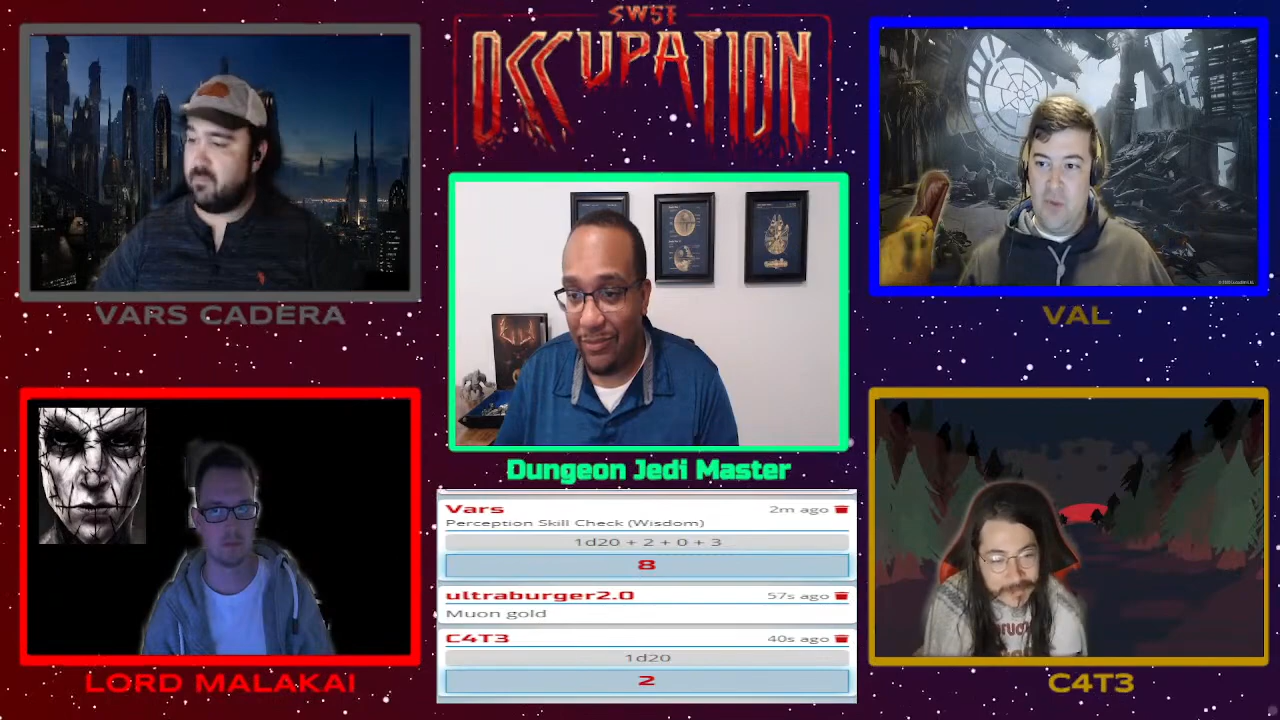 SW5E
OCCUPATION
VARS CADERA
VAL
Dungeon Jedi Master
Vars
2m ago
Perception Skill Check (Wisdom)
1d20 + 2 + 0 + 3
8
ultraburger2.0
57s ago
Muon gold
C4T3
40s ago
1d20
2
LORD MALAKAI
C4T3